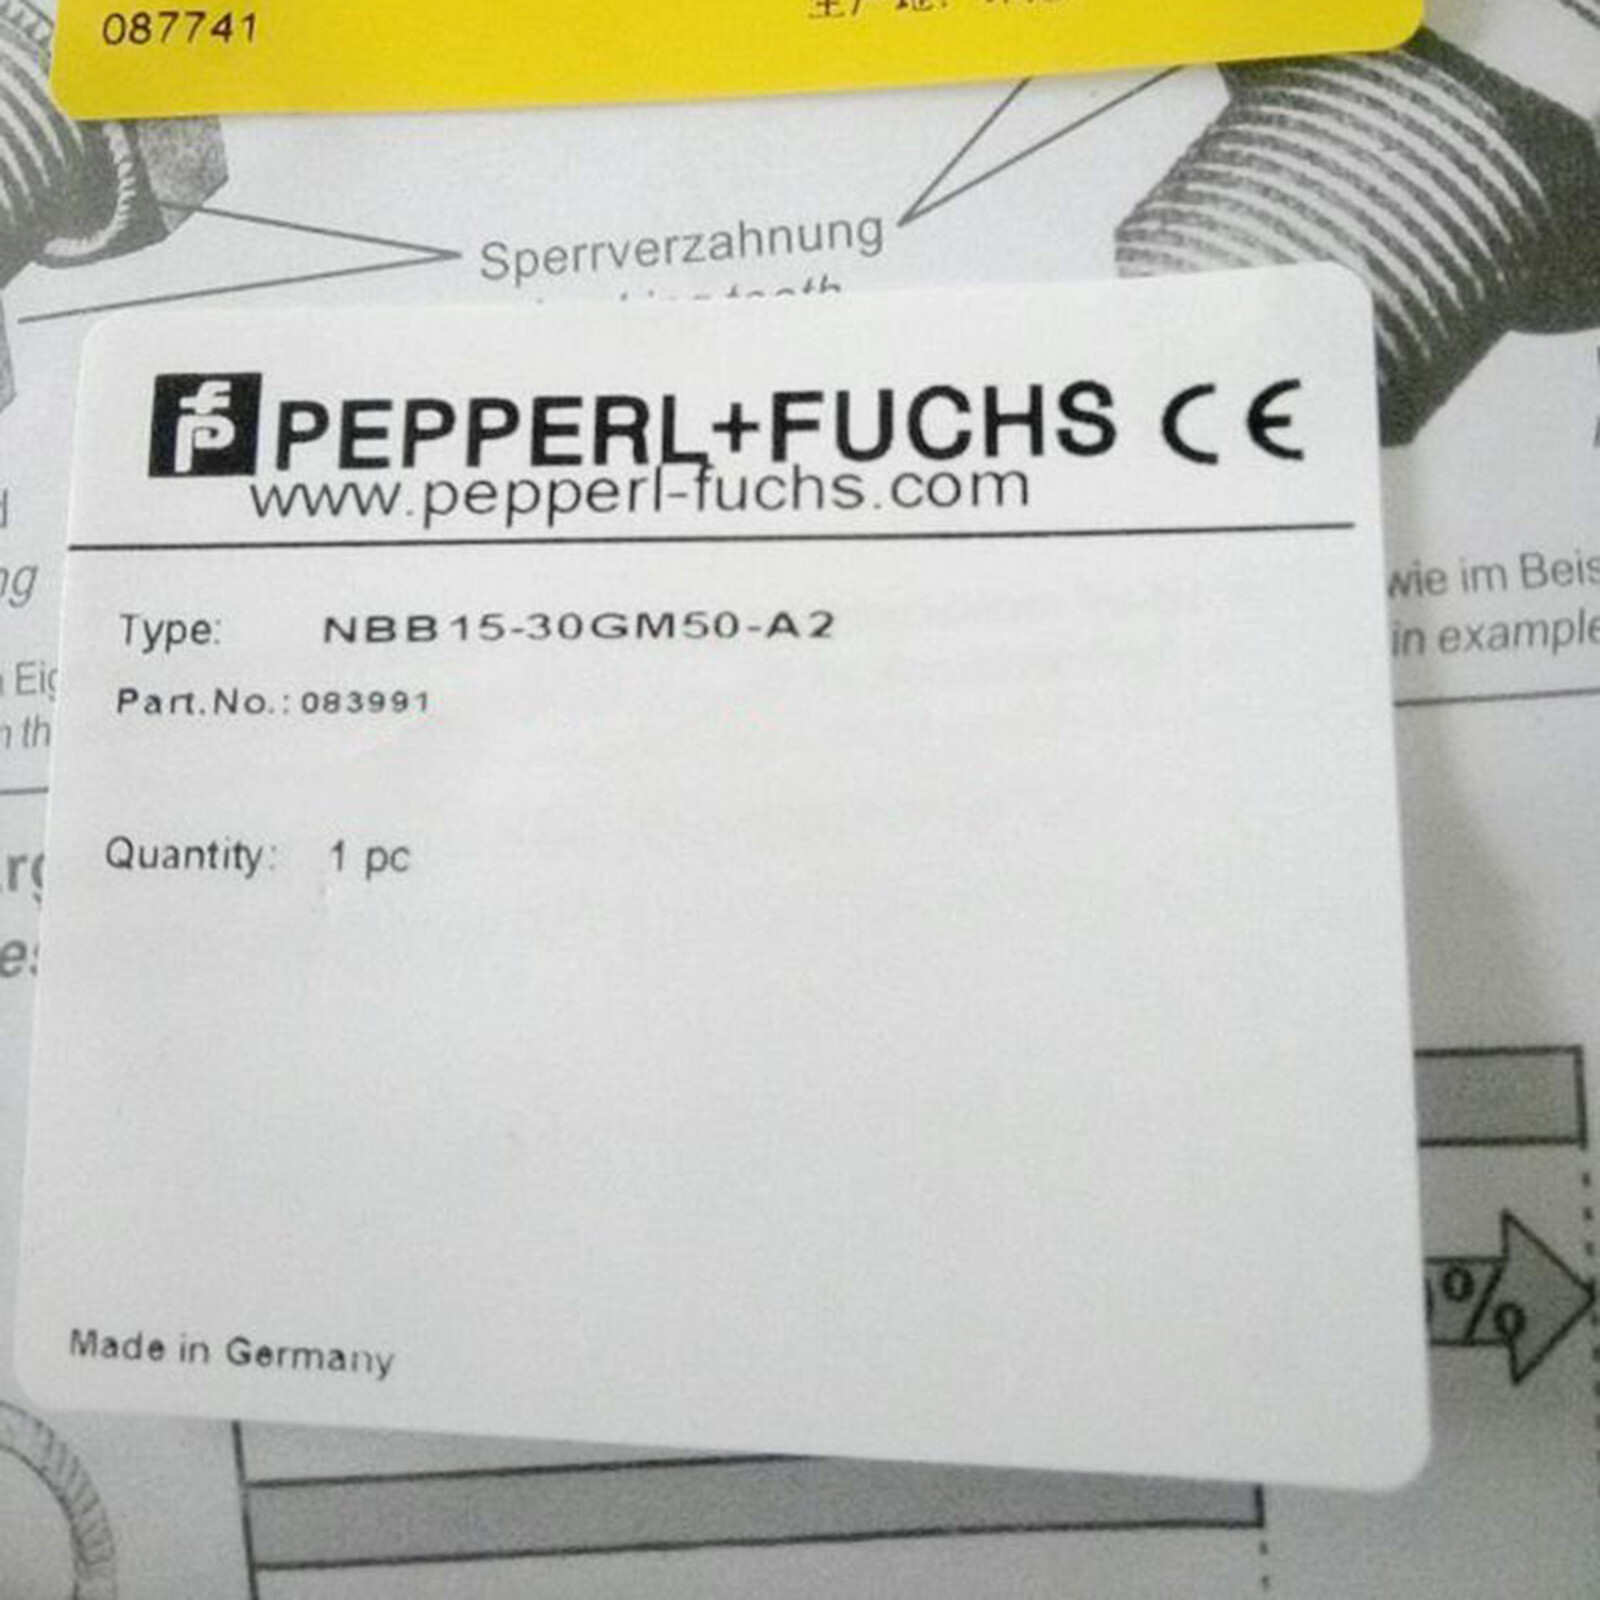 087741
Sperrverzahnung
fp PEPPERL+FUCHS CE
www.pepperl-fuchs.com
wie im Beis
in example
Type: NBB15-30GM50-A2
Part.No.: 083991
Quantity: 1 pc
%
Made in Germany